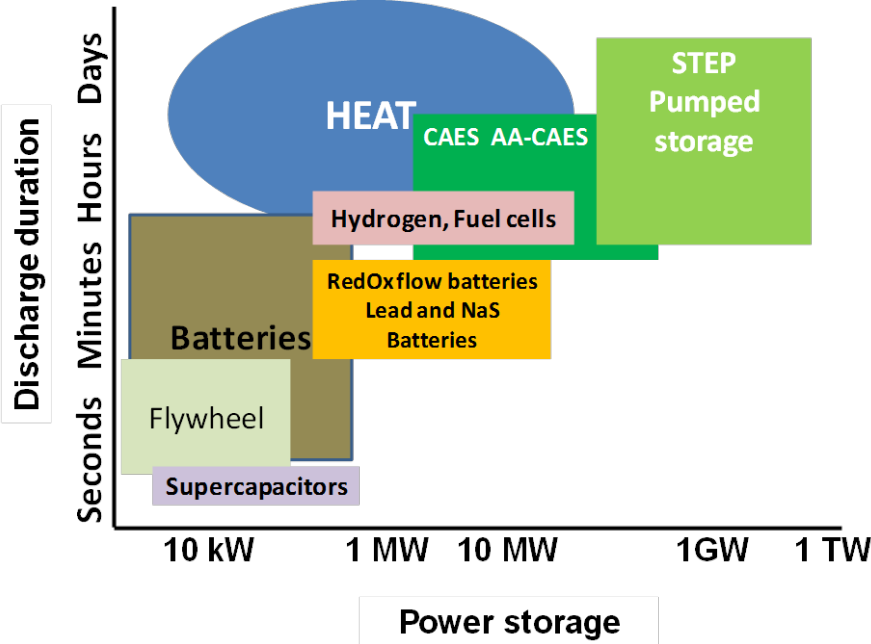 Discharge duration
Days
Hours
Minutes
Seconds
HEAT
STEP
Pumped
storage
CAES AA-CAES
Hydrogen, Fuel cells
RedOxflow batteries
Lead and NaS
Batteries
Batteries
Flywheel
Supercapacitors
10 kW 1 MW 10 MW 1GW 1 TW
Power storage